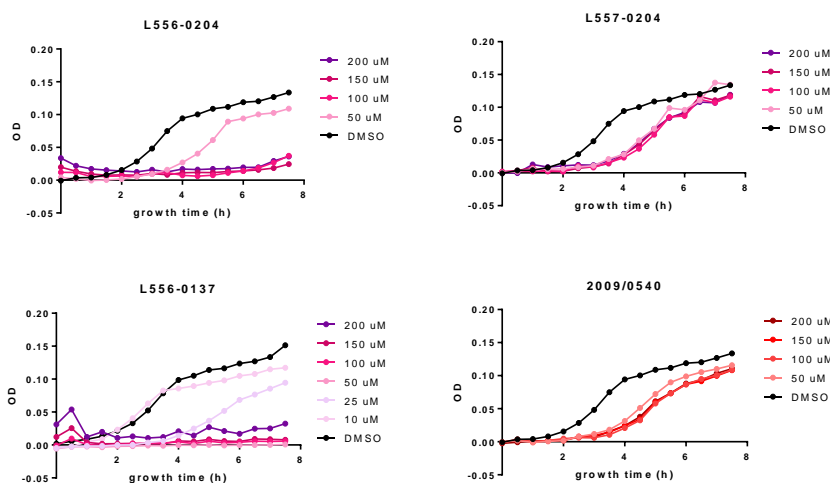 L556-0204
0.20
0.15
0.10
0.05
0.00
-0.05
OD
2
4
6
8
growth time (h)
200 uM
150 uM
100 uM
50 uM
DMSO
L557-0204
0.20
0.15
0.10
0.05
0.00
-0.05
OD
2
4
6
8
growth time (h)
200 uM
150 uM
100 uM
50 uM
DMSO
L556-0137
0.20
0.15
0.10
0.05
0.00
-0.05
OD
2
4
6
8
growth time (h)
200 uM
150 uM
100 uM
50 uM
25 uM
10 uM
DMSO
2009/0540
0.20
0.15
0.10
0.05
0.00
-0.05
OD
2
4
6
8
growth time (h)
200 uM
150 uM
100 uM
50 uM
DMSO